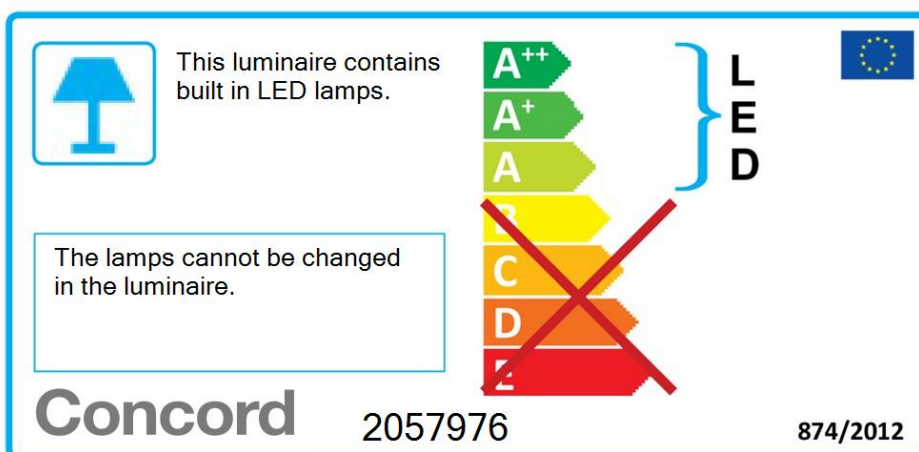 This luminaire contains
built in LED lamps.
The lamps cannot be changed
in the luminaire.
A++
A+
A
B
C
D
E
L
E
D
Concord
2057976
874/2012